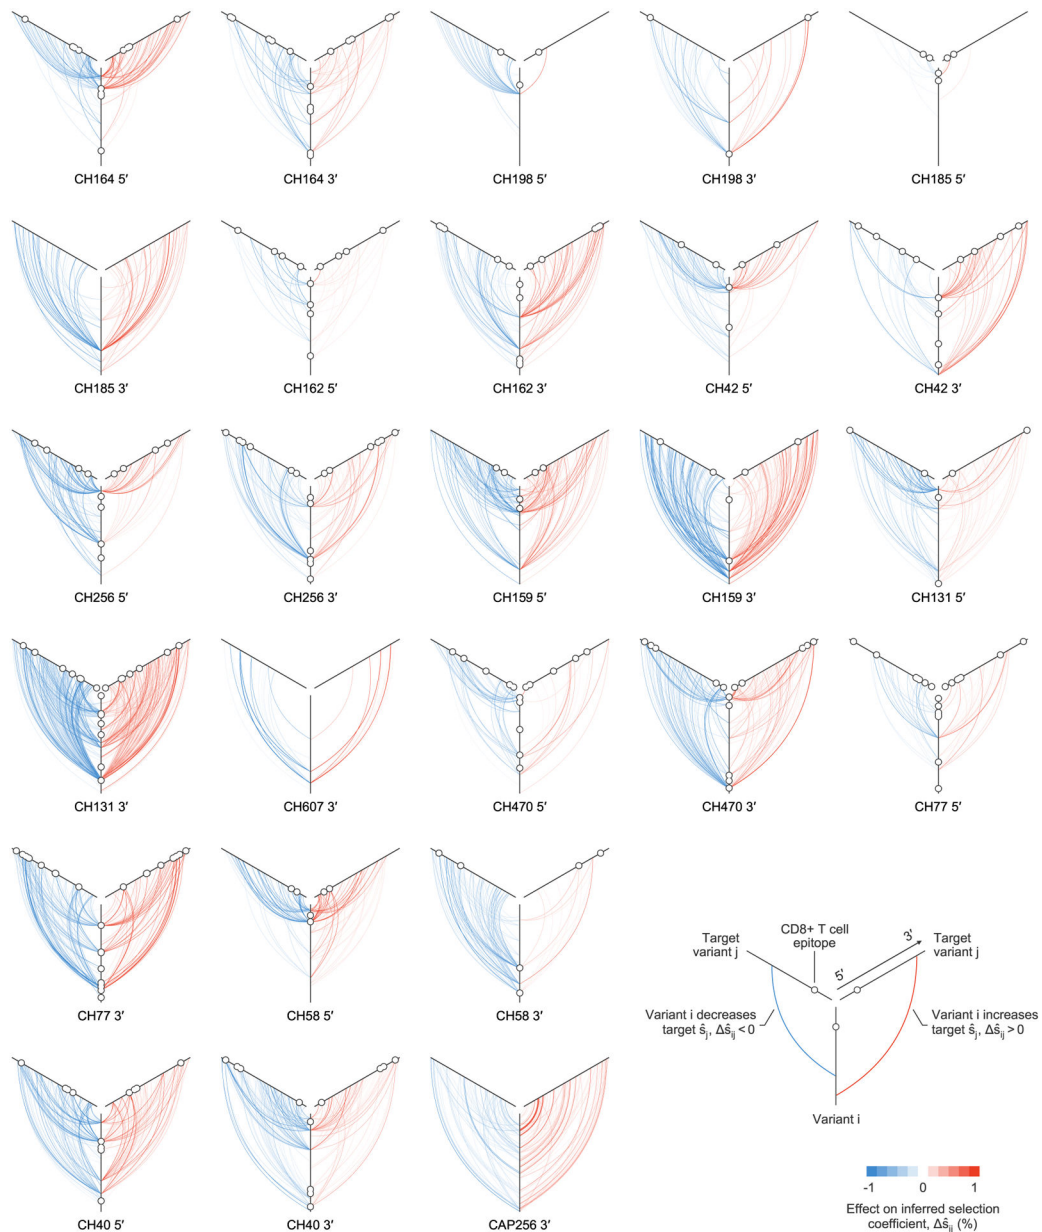 CH164 5′
CH164 3′
CH198 5′
CH198 3′
CH185 5′
CH185 3′
CH162 5′
CH162 3′
CH42 5′
CH42 3′
CH256 5′
CH256 3′
CH159 5′
CH159 3′
CH131 5′
CH131 3′
CH607 3′
CH470 5′
CH470 3′
CH77 5′
CH77 3′
CH58 5′
CH58 3′
Target
variant j
CD8+ T cell
epitope
5′
3′
Target
variant j
Variant i decreases
target ŝj, Δŝij < 0
Variant i increases
target ŝj, Δŝij > 0
Variant i
CH40 5′
CH40 3′
CAP256 3′
-1 0 1
Effect on inferred selection
coefficient, Δŝij (%)